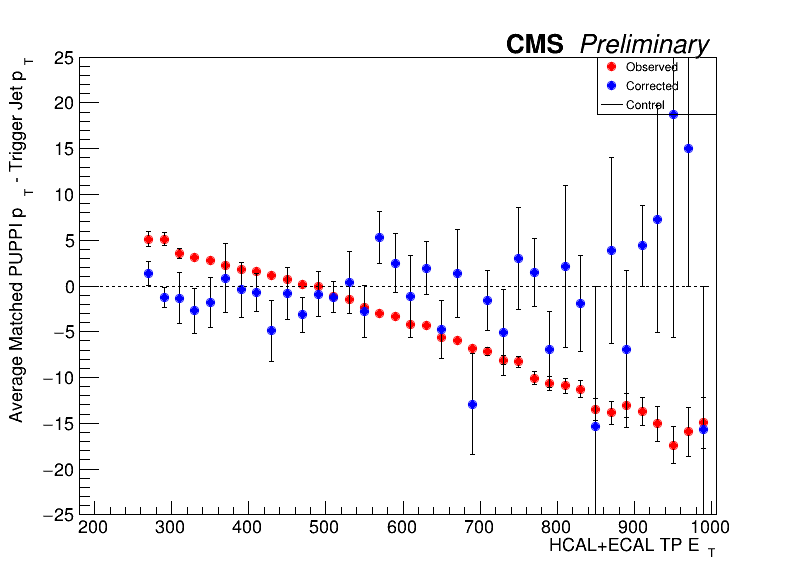 CMS Preliminary
Average Matched PUPPI p T - Trigger Jet p T
25
20
15
10
5
0
−5
−10
−15
−20
−25
Observed
Corrected
Control
200 300 400 500 600 700 800 900 1000
HCAL+ECAL TP E T